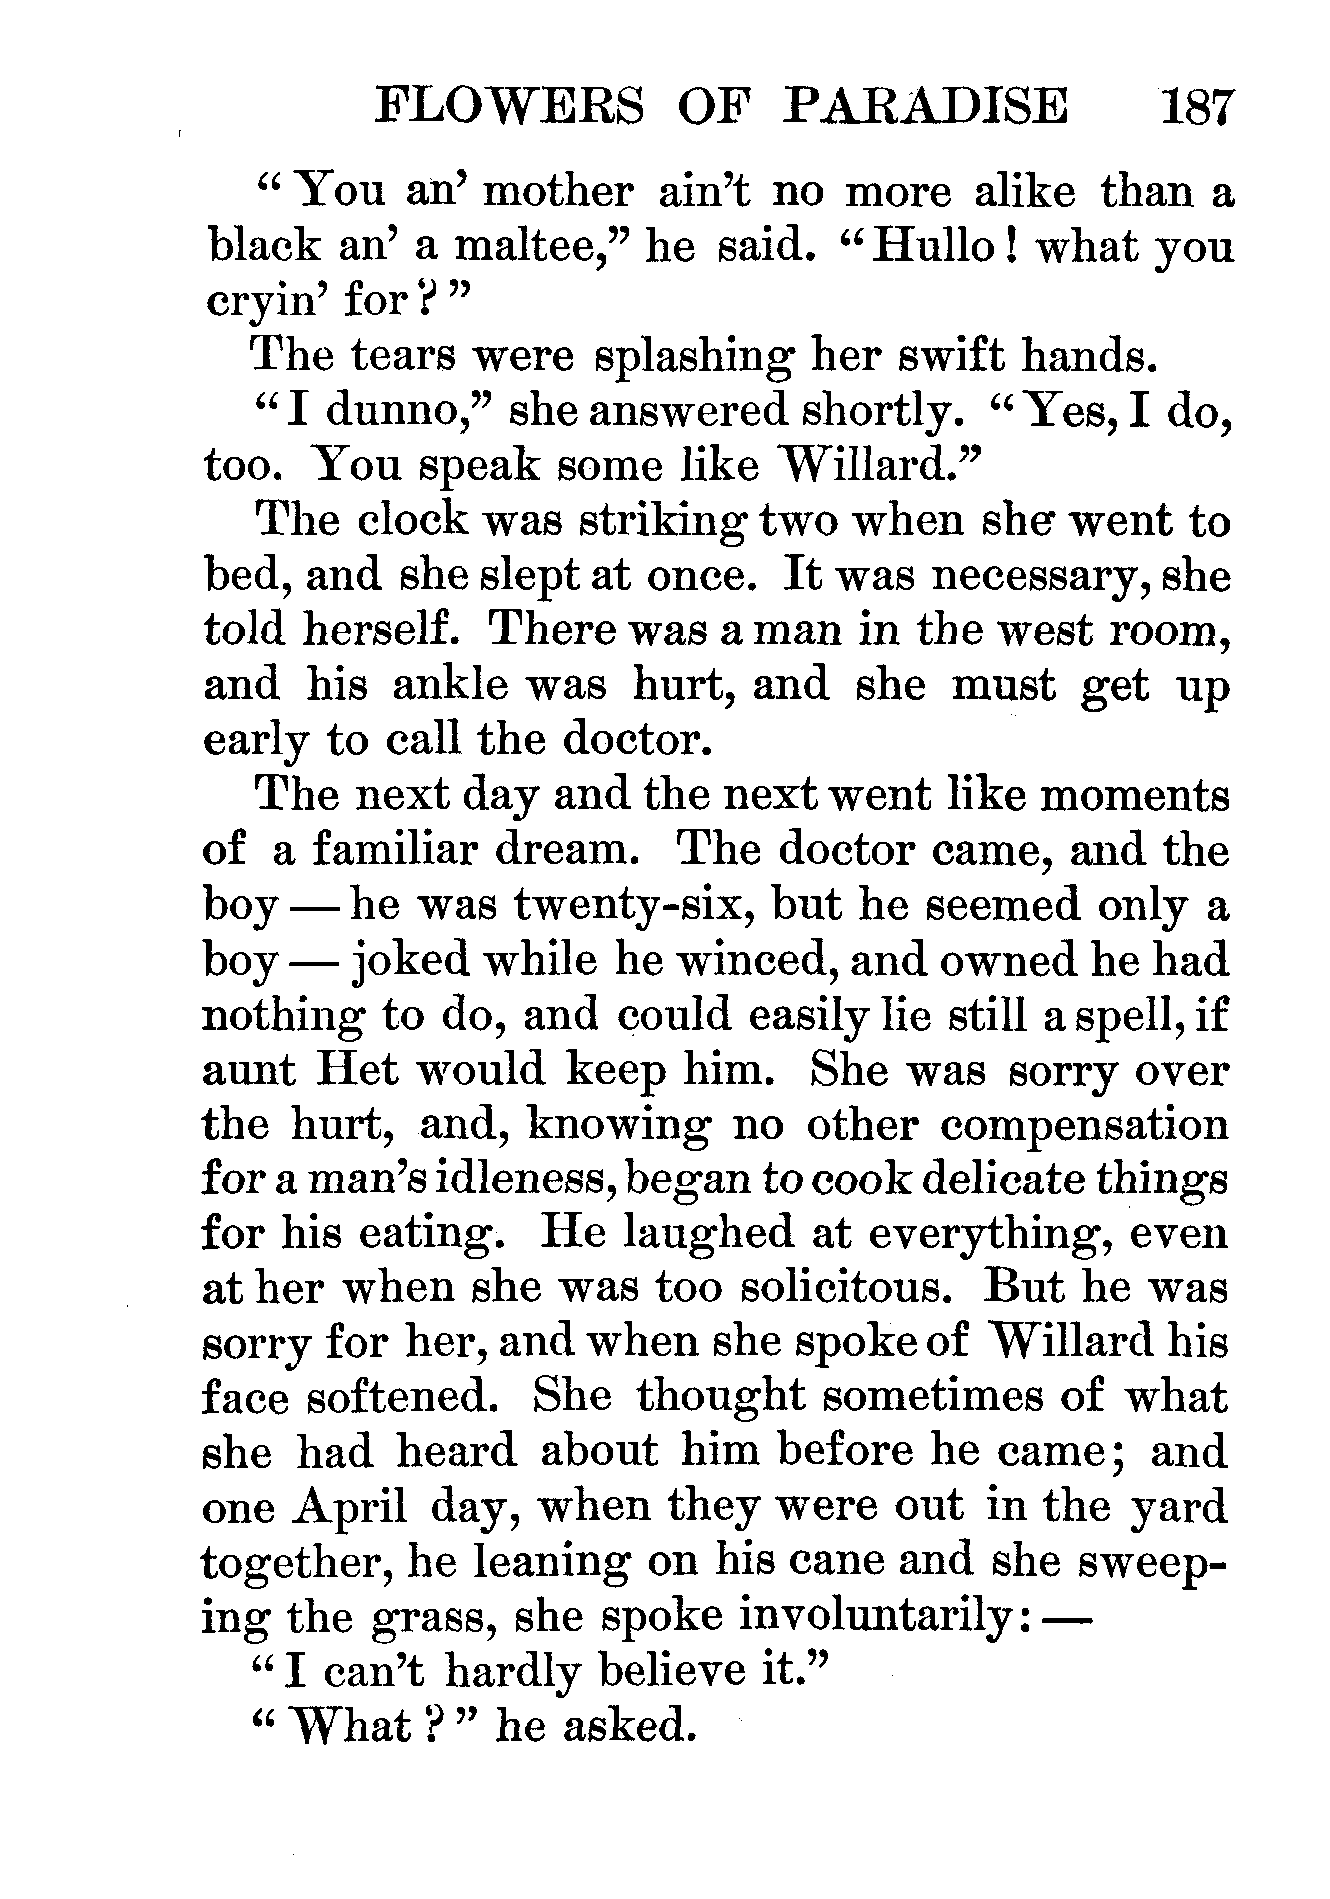 FLOWERS OF PARADISE 187
“ You an’ mother ain’t no more alike than a
black an’ a maltee,” he said. “ Hullo ! what you
cryin’ for ? ”
The tears were splashing her swift hands.
“ I dunno,” she answered shortly. “ Yes, I do,
too. You speak some like Willard.”
The clock was striking two when she went to
bed, and she slept at once. It was necessary, she
told herself. There was a man in the west room,
and his ankle was hurt, and she must get up
early to call the doctor.
The next day and the next went like moments
of a familiar dream. The doctor came, and the
boy — he was twenty-six, but he seemed only a
boy — joked while he winced, and owned he had
nothing to do, and could easily lie still a spell, if
aunt Het would keep him. She was sorry over
the hurt, and, knowing no other compensation
for a man’s idleness, began to cook delicate things
for his eating. He laughed at everything, even
at her when she was too solicitous. But he was
sorry for her, and when she spoke of Willard his
face softened. She thought sometimes of what
she had heard about him before he came; and
one April day, when they were out in the yard
together, he leaning on his cane and she sweep-
ing the grass, she spoke involuntarily: —
“ I can’t hardly believe it.”
“ What ? ” he asked.